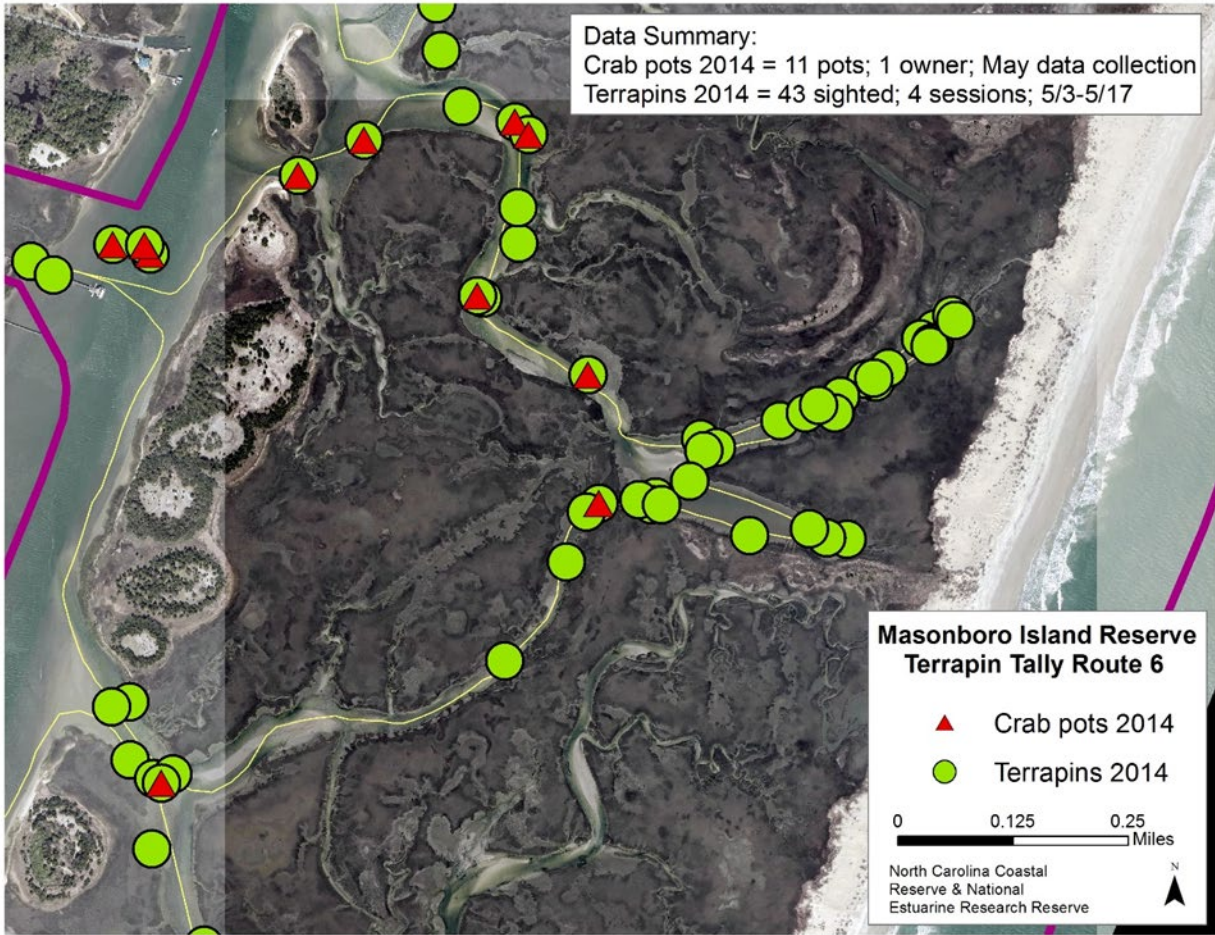 Data Summary:
Crab pots 2014 = 11 pots; 1 owner; May data collection
Terrapins 2014 = 43 sighted; 4 sessions; 5/3-5/17
Masonboro Island Reserve
Terrapin Tally Route 6
Crab pots 2014
Terrapins 2014
0 0.125 0.25
Miles
North Carolina Coastal
Reserve & National
Estuarine Research Reserve
N